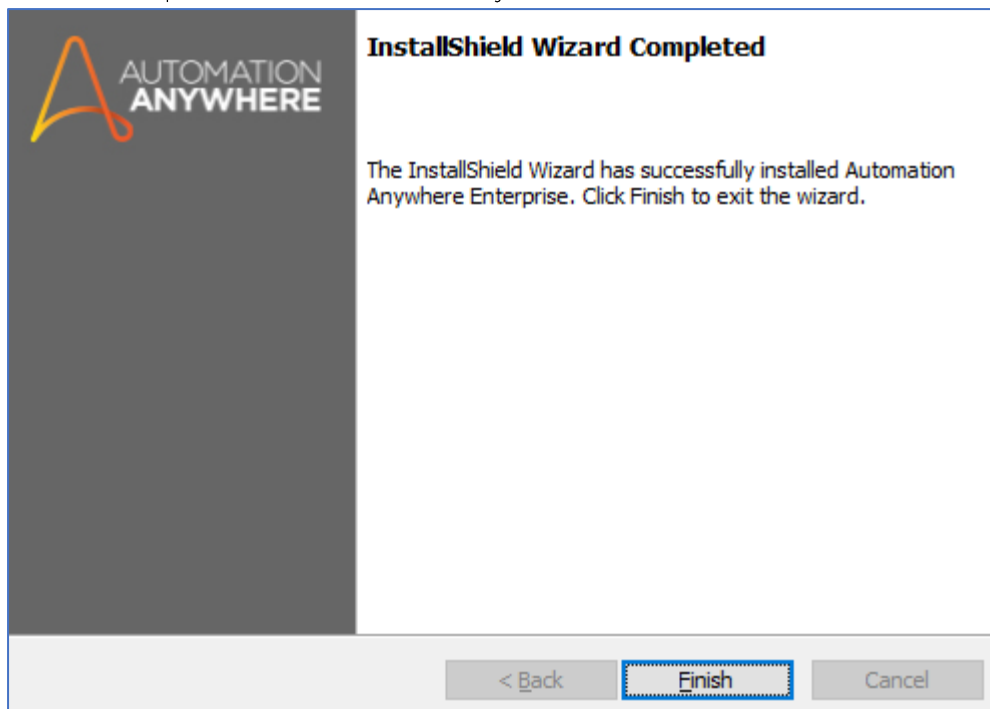 AUTOMATION
ANYWHERE
InstallShield Wizard Completed
The InstallShield Wizard has successfully installed Automation
Anywhere Enterprise. Click Finish to exit the wizard.
< Back
Finish
Cancel